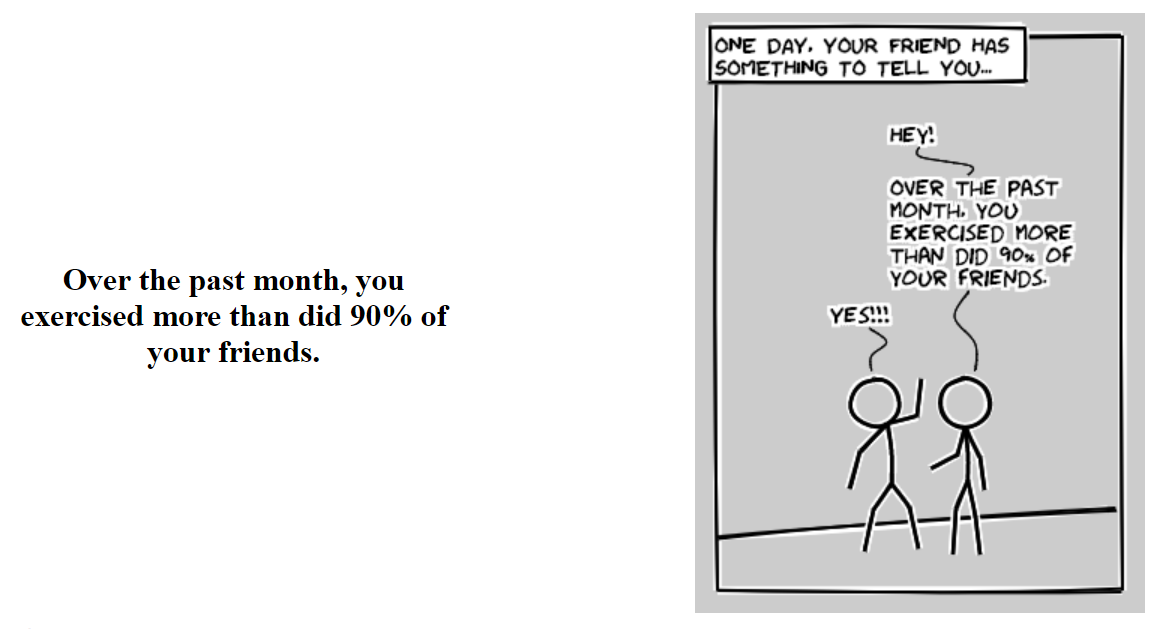 Over the past month, you
exercised more than did 90% of
your friends.
ONE DAY, YOUR FRIEND HAS
SOMETHING TO TELL YOU...
HEY!
OVER THE PAST
MONTH, YOU
EXERCISED MORE
THAN DID 90% OF
YOUR FRIENDS.
YES!!!